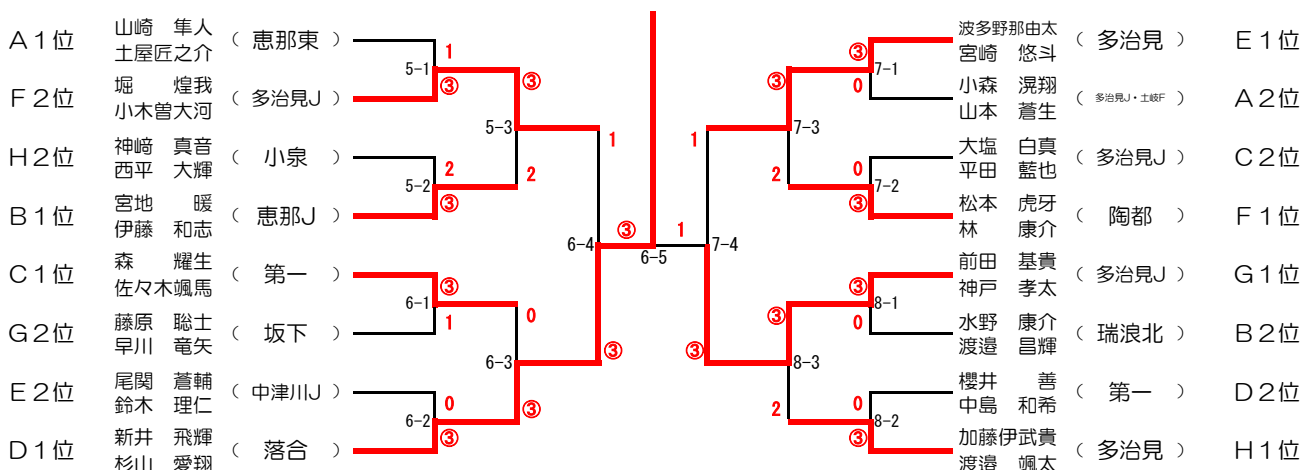 A1位 山崎 隼人 土屋匠之介 （ 恵那東 ）
1
5-1
③
F2位 堀 煌我 小木曽大河 （ 多治見J ）
③
5-3
2
H2位 神﨑 真音 西平 大輝 （ 小泉 ）
2
5-2
③
B1位 宮地 暖 伊藤 和志 （ 恵那J ）
1
6-4
③
C1位 森 耀生 佐々木颯馬 （ 第一 ）
③
6-1
1
G2位 藤原 聡士 早川 竜矢 （ 坂下 ）
0
6-3
③
E2位 尾関 蒼輔 鈴木 理仁 （ 中津川J ）
0
6-2
③
D1位 新井 飛輝 杉山 愛翔 （ 落合 ）
③
6-5
1
波多野那由太 宮崎 悠斗 （ 多治見 ） E1位
③
7-1
0
小森 滉翔 山本 蒼生 （ 多治見J・土岐F ） A2位
③
7-3
2
大塩 白真 平田 藍也 （ 多治見J ） C2位
0
7-2
③
松本 虎牙 林 康介 （ 陶都 ） F1位
1
7-4
③
前田 基貴 神戸 孝太 （ 多治見J ） G1位
③
8-1
0
水野 康介 渡邉 昌輝 （ 瑞浪北 ） B2位
③
8-3
2
櫻井 善 中島 和希 （ 第一 ） D2位
0
8-2
③
加藤伊武貴 渡邉 颯太 （ 多治見 ） H1位
③